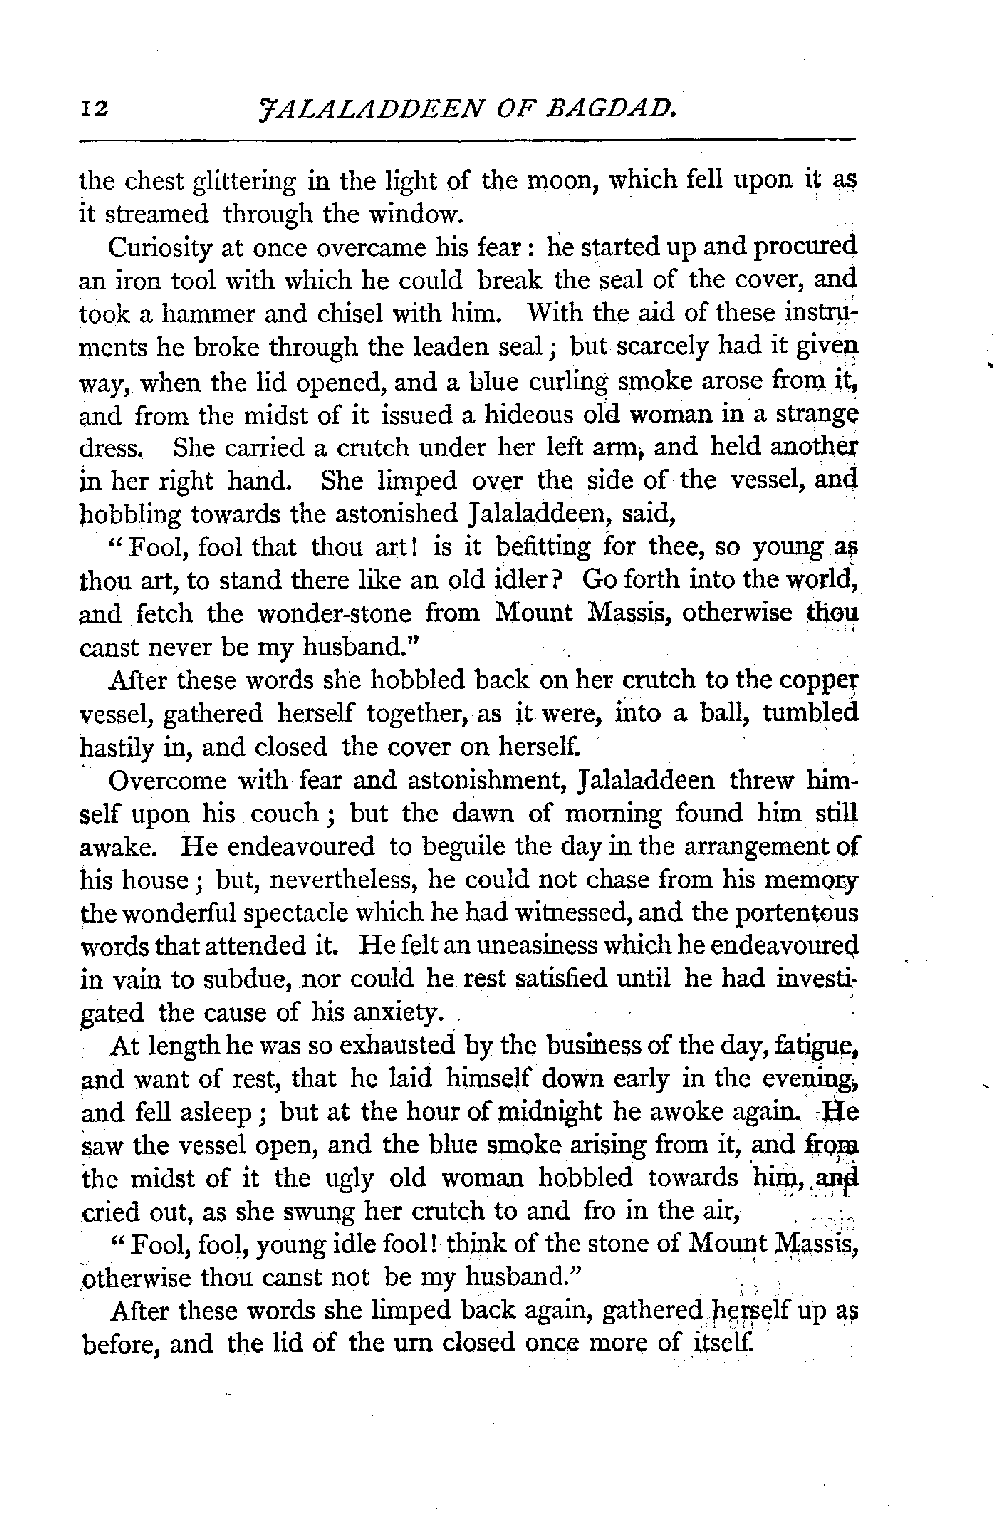 12 JALALADDEEN OF BAGDAD.
the chest glittering in the light of the moon, which fell upon it as
it streamed through the window.
Curiosity at once overcame his fear : he started up and procured
an iron tool with which he could break the seal of the cover, and
took a hammer and chisel with him. With the aid of these instru-
ments he broke through the leaden seal ; but scarcely had it given
way, when the lid opened, and a blue curling smoke arose from it,
and from the midst of it issued a hideous old woman in a strange
dress. She carried a crutch under her left arm, and held another
in her right hand. She limped over the side of the vessel, and
hobbling towards the astonished Jalaladdeen, said,
“ Fool, fool that thou art! is it befitting for thee, so young as
thou art, to stand there like an old idler? Go forth into the world,
and fetch the wonder-stone from Mount Massis, otherwise thou
canst never be my husband."
After these words she hobbled back on her crutch to the copper
vessel, gathered herself together, as it were, into a ball, tumbled
hastily in, and closed the cover on herself.
Overcome with fear and astonishment, Jalaladdeen threw him-
self upon his couch ; but the dawn of morning found him still
awake. He endeavoured to beguile the day in the arrangement of
his house ; but, nevertheless, he could not chase from his memory
the wonderful spectacle which he had witnessed, and the portentous
words that attended it. He felt an uneasiness which he endeavoured
in vain to subdue, nor could he rest satisfied until he had investi-
gated the cause of his anxiety.
At length he was so exhausted by the business of the day, fatigue,
and want of rest, that he laid himself down early in the evening,
and fell asleep ; but at the hour of midnight he awoke again. He
saw the vessel open, and the blue smoke arising from it, and from
the midst of it the ugly old woman hobbled towards him, and
cried out, as she swung her crutch to and fro in the air,
“ Fool, fool, young idle fool! think of the stone of Mount Massis,
otherwise thou canst not be my husband.”
After these words she limped back again, gathered herself up as
before, and the lid of the urn closed once more of itself.